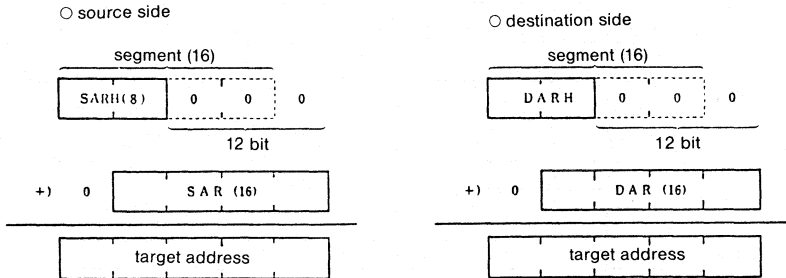 ○ source side
segment (16)
SARH(8) 0 0 0
12 bit
+) 0 SAR (16)
target address
○ destination side
segment (16)
DARH 0 0 0
12 bit
+) 0 DAR (16)
target address